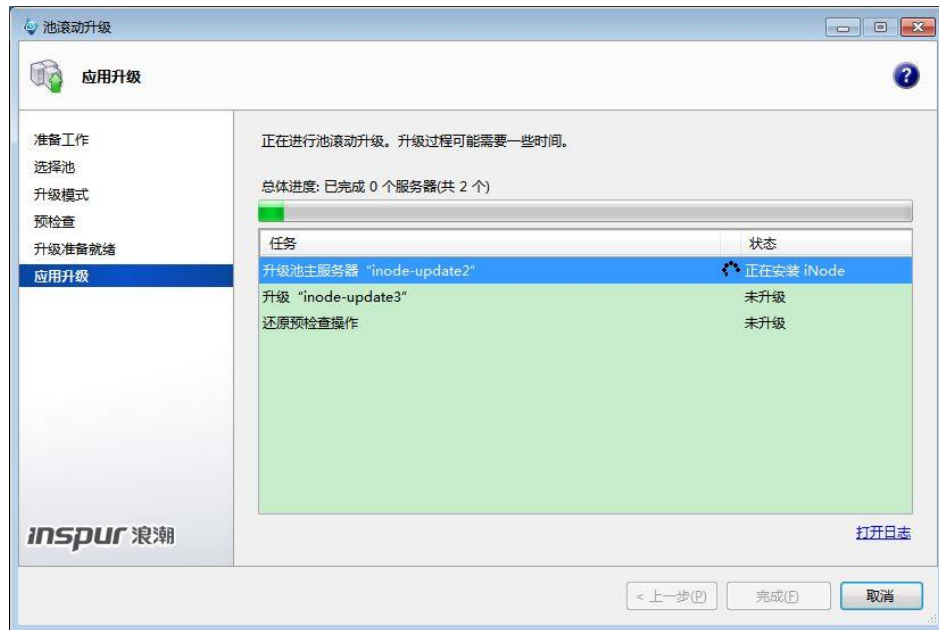 池滚动升级
应用升级
?
准备工作
选择池
升级模式
预检查
升级准备就绪
应用升级
正在进行池滚动升级。升级过程可能需要一些时间。
总体进度: 已完成 0 个服务器(共 2 个)
任务 状态
升级池主服务器 “inode-update2” 正在安装 iNode
升级 “inode-update3” 未升级
还原预检查操作 未升级
inspur 浪潮
打开日志
< 上一步(P) 完成(F) 取消